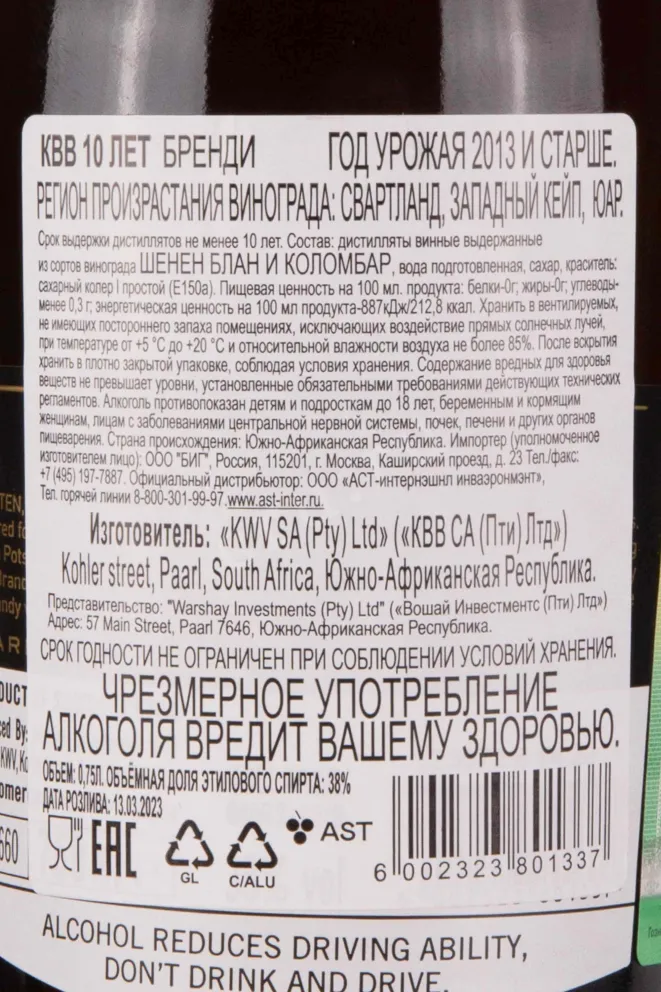 КВВ 10 ЛЕТ БРЕНДИ ГОД УРОЖАЯ 2013 И СТАРШЕ.
РЕГИОН ПРОИЗРАСТАНИЯ ВИНОГРАДА: СВАРТЛАНД, ЗАПАДНЫЙ КЕЙП, ЮАР.
Срок выдержки дистиллятов не менее 10 лет. Состав: дистилляты винные выдержанные
из сортов винограда ШЕНЕН БЛАН И КОЛОМБАР, вода подготовленная, сахар, краситель:
сахарный колер I простой (Е150а). Пищевая ценность на 100 мл. продукта: белки-0г; жиры-0г; углеводы-
менее 0,3 г; энергетическая ценность на 100 мл продукта-887кДж/212,8 ккал. Хранить в вентилируемых,
не имеющих постороннего запаха помещениях, исключающих воздействие прямых солнечных лучей,
при температуре от +5 °С до +20 °С и относительной влажности воздуха не более 85%. После вскрытия
хранить в плотно закрытой упаковке, соблюдая условия хранения. Содержание вредных для здоровья
веществ не превышает уровни, установленные обязательными требованиями действующих технических
регламентов. Алкоголь противопоказан детям и подросткам до 18 лет, беременным и кормящим
женщинам, лицам с заболеваниями центральной нервной системы, почек, печени и других органов
пищеварения. Страна происхождения: Южно-Африканская Республика. Импортер (уполномоченное
изготовителем лицо): ООО "БИГ", Россия, 115201, г. Москва, Каширский проезд, д. 23 Тел./факс:
+7 (495) 197-7887. Официальный дистрибьютор: ООО «АСТ-интернэшнл инваэронмэнт»,
Тел. горячей линии 8-800-301-99-97.www.ast-inter.ru.
Изготовитель: «KWV SA (Pty) Ltd» («КВВ СА (Пти) Лтд»)
Kohler street, Paarl, South Africa, Южно-Африканская Республика.
Представительство: "Warshay Investments (Pty) Ltd" («Вошай Инвестментс (Пти) Лтд»)
Адрес: 57 Main Street, Paarl 7646, Южно-Африканская Республика.
СРОК ГОДНОСТИ НЕ ОГРАНИЧЕН ПРИ СОБЛЮДЕНИИ УСЛОВИЙ ХРАНЕНИЯ.
ЧРЕЗМЕРНОЕ УПОТРЕБЛЕНИЕ
АЛКОГОЛЯ ВРЕДИТ ВАШЕМУ ЗДОРОВЬЮ.
ОБЪЕМ: 0,75Л. ОБЪЁМНАЯ ДОЛЯ ЭТИЛОВОГО СПИРТА: 38%
ДАТА РОЗЛИВА: 13.03.2023
EAC GL C/ALU AST
6 002323 801337
ALCOHOL REDUCES DRIVING ABILITY,
DON'T DRINK AND DRIVE.